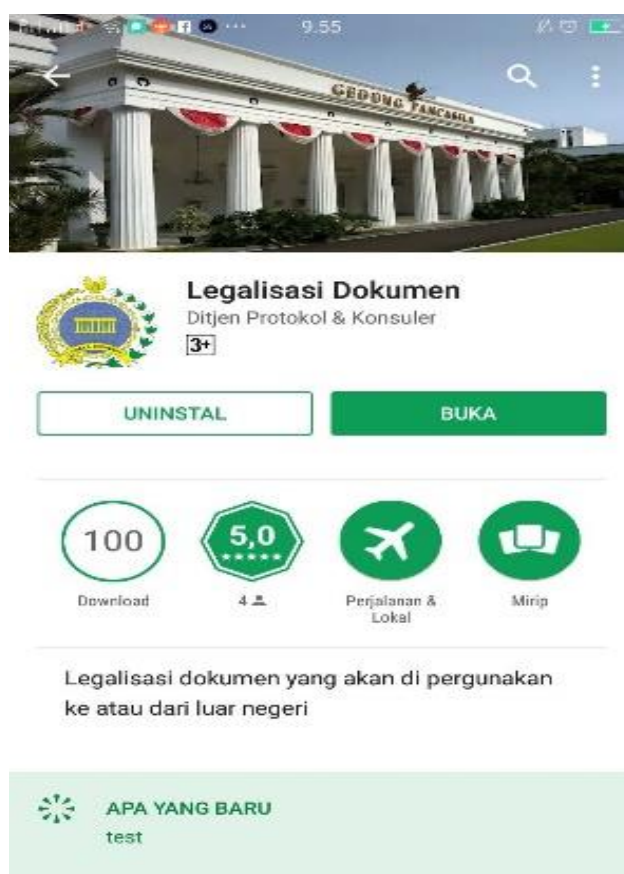 9.55
GEDUNG PANCASILA
Legalisasi Dokumen
Ditjen Protokol & Konsuler
3+
UNINSTAL
BUKA
100
5,0
Download
4
Perjalanan &
Lokal
Mirip
Legalisasi dokumen yang akan di pergunakan
ke atau dari luar negeri
APA YANG BARU
test